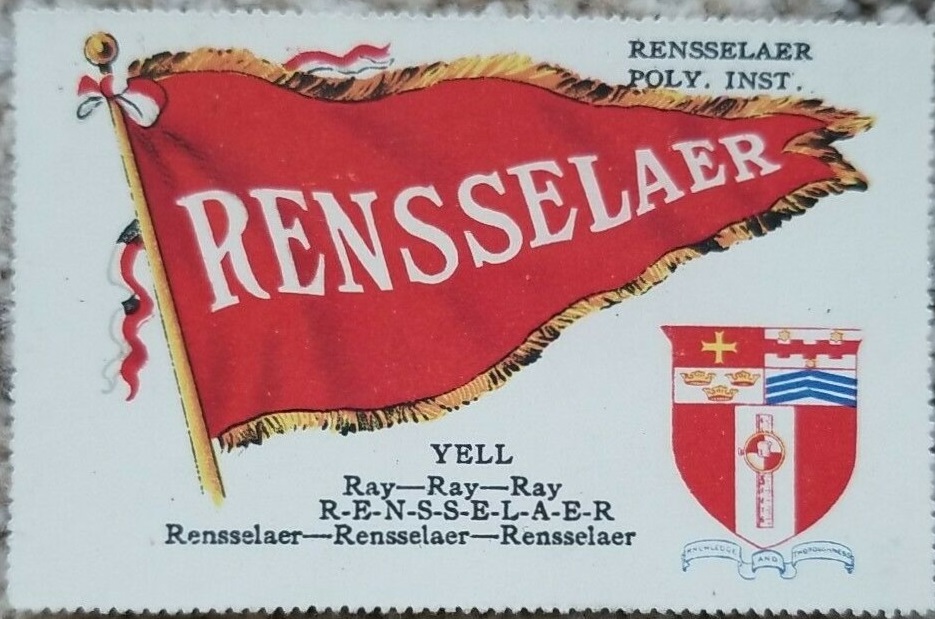 RENSSELAER
POLY. INST.
RENSSELAER
YELL
Ray—Ray—Ray
R-E-N-S-S-E-L-A-E-R
Rensselaer—Rensselaer—Rensselaer
KNOWLEDGE AND THOROUGHNESS